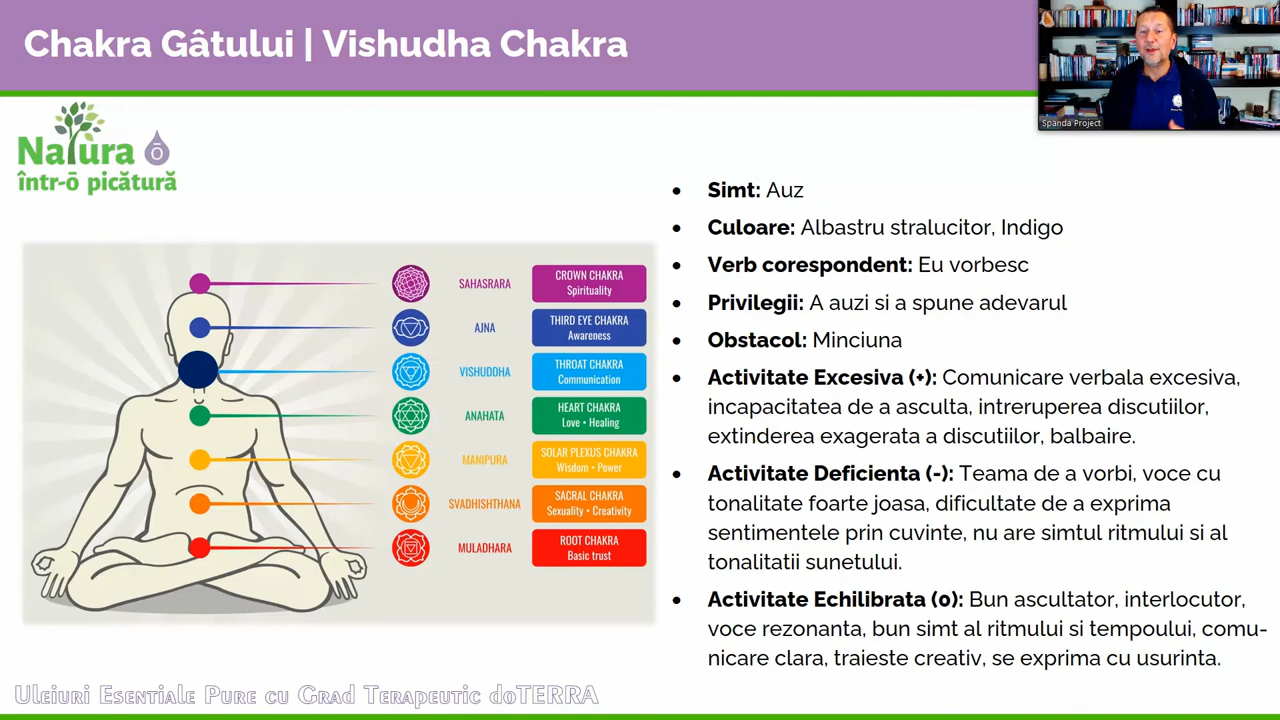 Chakra Gâtului | Vishudha Chakra
Spanda Project
Natura ō
într-ō picătură
SAHASRARA
CROWN CHAKRA
Spirituality
AJNA
THIRD EYE CHAKRA
Awareness
VISHUDDHA
THROAT CHAKRA
Communication
ANAHATA
HEART CHAKRA
Love • Healing
MANIPURA
SOLAR PLEXUS CHAKRA
Wisdom • Power
SVADHISHTHANA
SACRAL CHAKRA
Sexuality • Creativity
MULADHARA
ROOT CHAKRA
Basic trust
• Simt: Auz
• Culoare: Albastru stralucitor, Indigo
• Verb corespondent: Eu vorbesc
• Privilegii: A auzi si a spune adevarul
• Obstacol: Minciuna
• Activitate Excesiva (+): Comunicare verbala excesiva,
incapacitatea de a asculta, intreruperea discutiilor,
extinderea exagerata a discutiilor, balbaire.
• Activitate Deficienta (-): Teama de a vorbi, voce cu
tonalitate foarte joasa, dificultate de a exprima
sentimentele prin cuvinte, nu are simtul ritmului si al
tonalitatii sunetului.
• Activitate Echilibrata (0): Bun ascultator, interlocutor,
voce rezonanta, bun simt al ritmului si tempoului, comu-
nicare clara, traieste creativ, se exprima cu usurinta.
Uleiuri Esentiale Pure cu Grad Terapeutic doTERRA